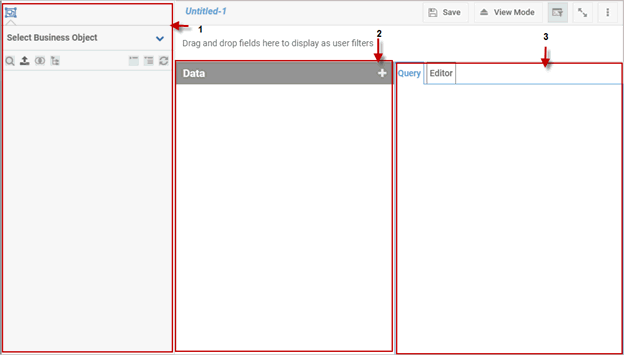 Untitled-1
Save
View Mode
1
Select Business Object
Drag and drop fields here to display as user filters
2
3
Data
Query
Editor